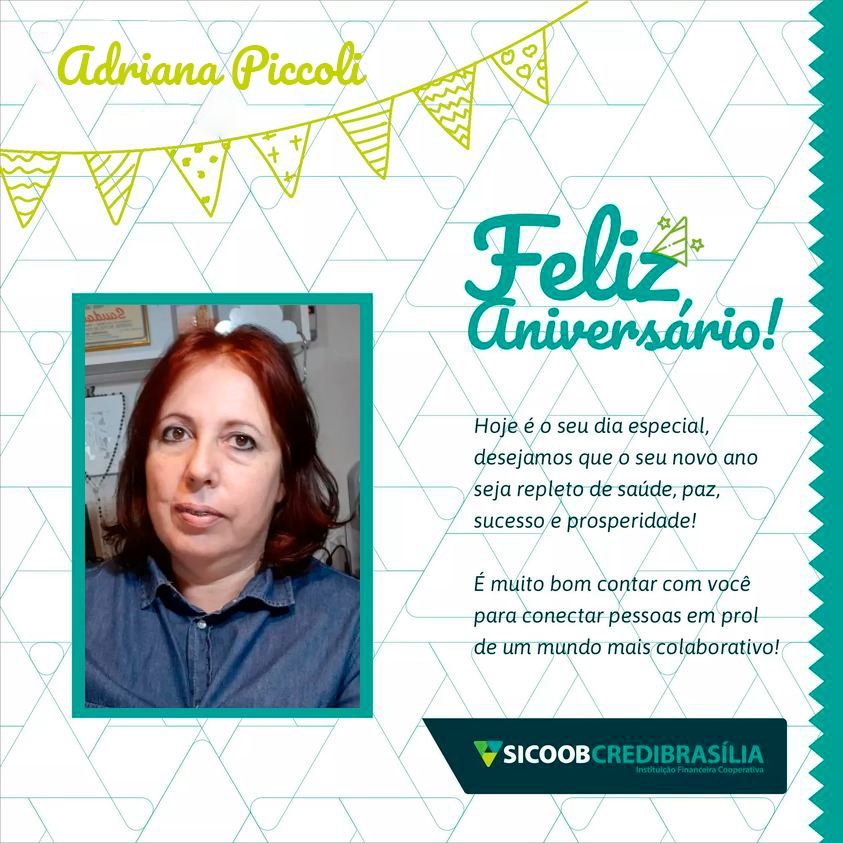 Adriana Piccoli
Feliz
Aniversário!
Hoje é o seu dia especial,
desejamos que o seu novo ano
seja repleto de saúde, paz,
sucesso e prosperidade!
É muito bom contar com você
para conectar pessoas em prol
de um mundo mais colaborativo!
SICOOBCREDIBRASÍLIA
Instituição Financeira Cooperativa